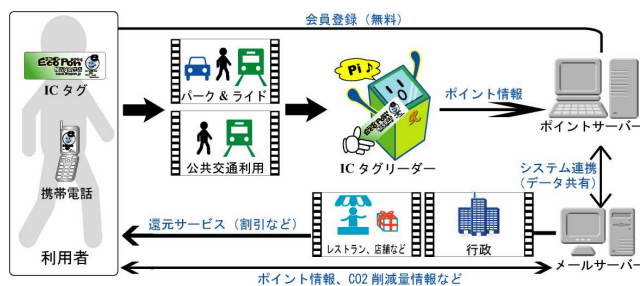 会員登録（無料）
Eco Pon
IC タグ
携帯電話
利用者
パーク & ライド
公共交通利用
Pi♪
IC タグリーダー
ポイント情報
ポイントサーバー
システム連携
（データ共有）
還元サービス（割引など）
レストラン、店舗など
行政
メールサーバー
ポイント情報、CO2 削減量情報など